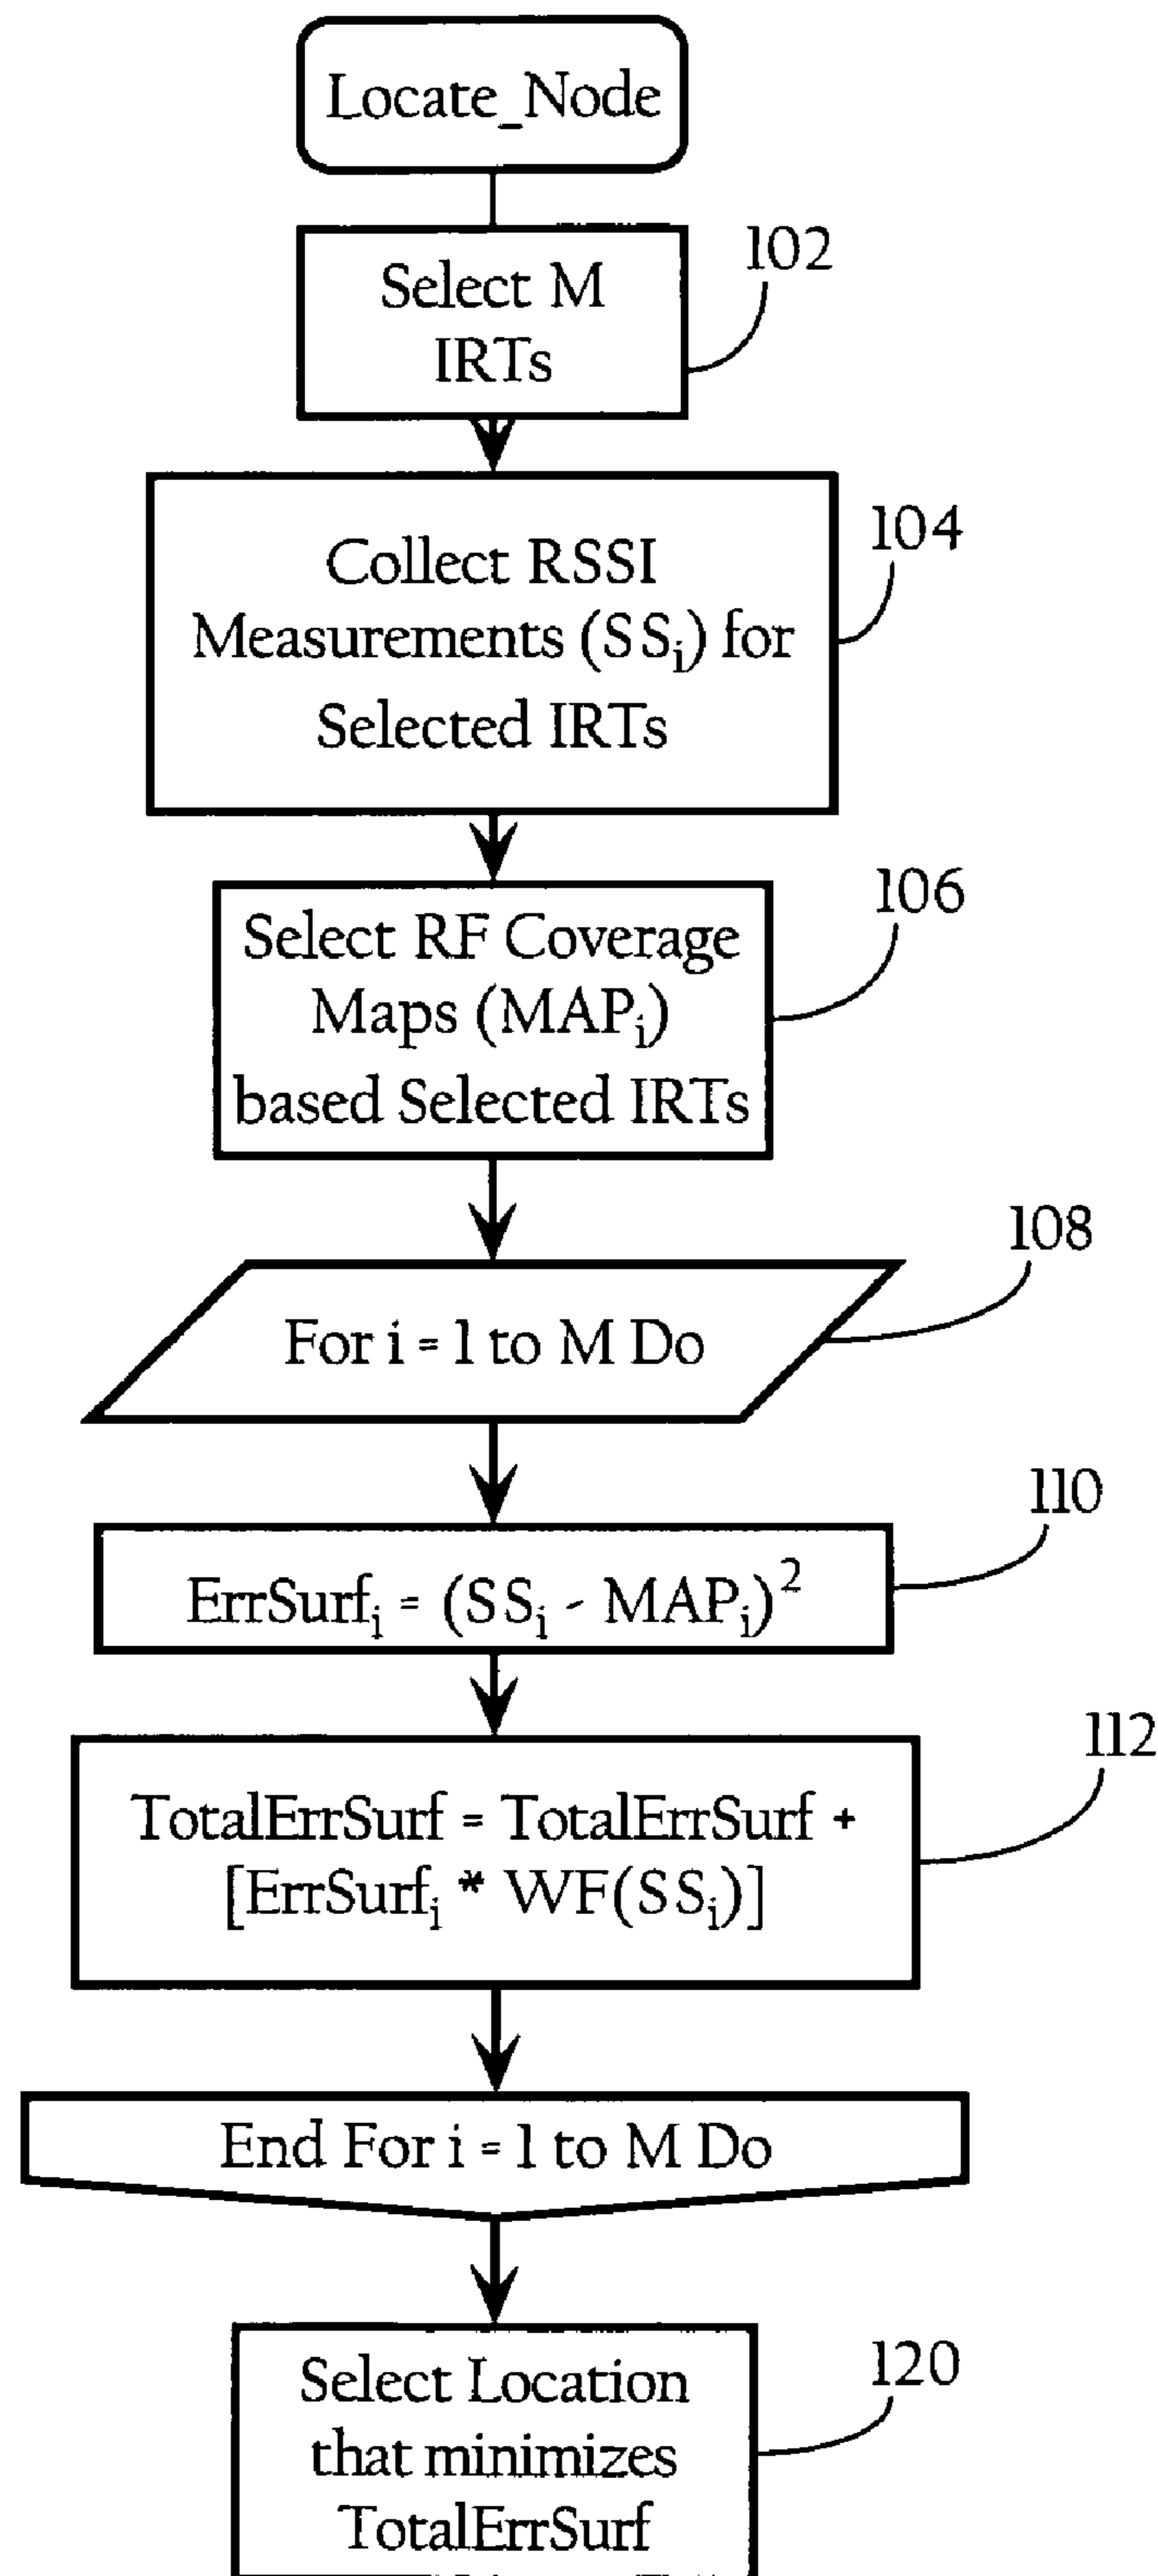 Locate_Node
Select M
IRTs
102
Collect RSSI
Measurements (SSi) for
Selected IRTs
104
Select RF Coverage
Maps (MAPi)
based Selected IRTs
106
For i = 1 to M Do
108
ErrSurfi = (SSi - MAPi)2
110
TotalErrSurf = TotalErrSurf +
[ErrSurfi * WF(SSi)]
112
End For i = 1 to M Do
Select Location
that minimizes
TotalErrSurf
120